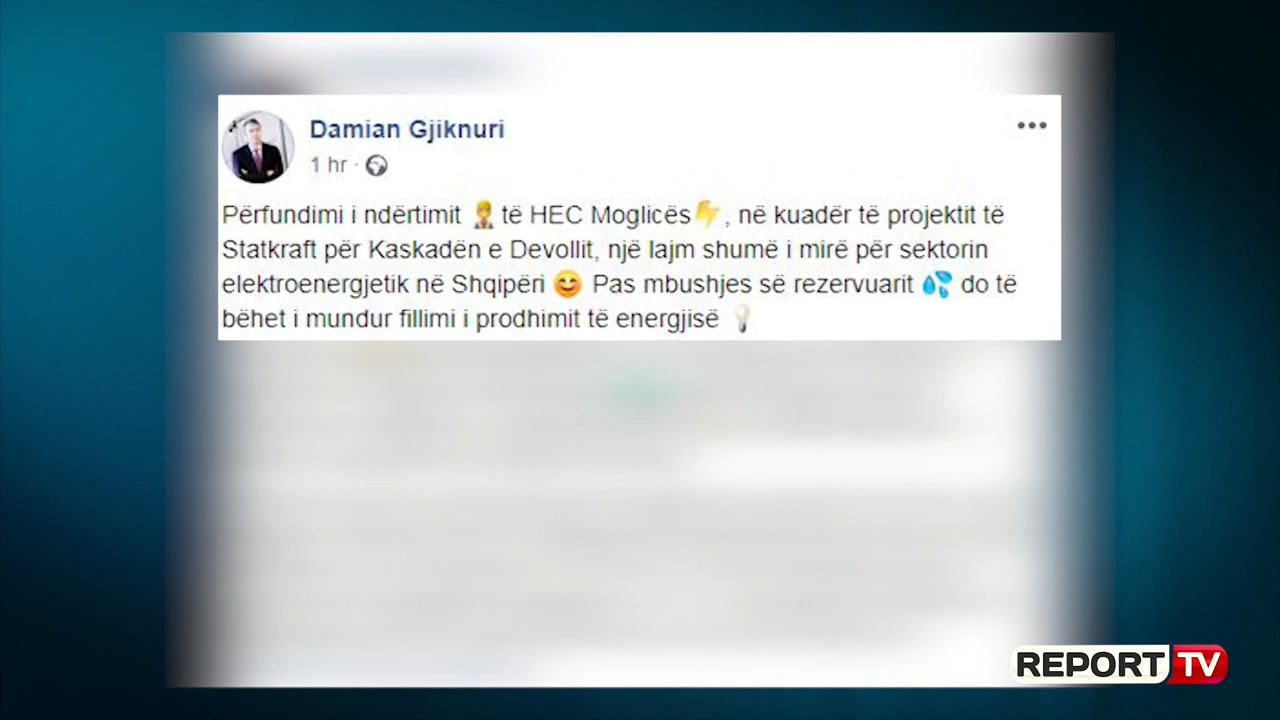 Damian Gjiknuri
1 hr ·
Përfundimi i ndërtimit 👷 të HEC Moglicës⚡, në kuadër të projektit të
Statkraft për Kaskadën e Devollit, një lajm shumë i mirë për sektorin
elektroenergjetik në Shqipëri 😊 Pas mbushjes së rezervuarit 💦 do të
bëhet i mundur fillimi i prodhimit të energjisë 💡
REPORT TV